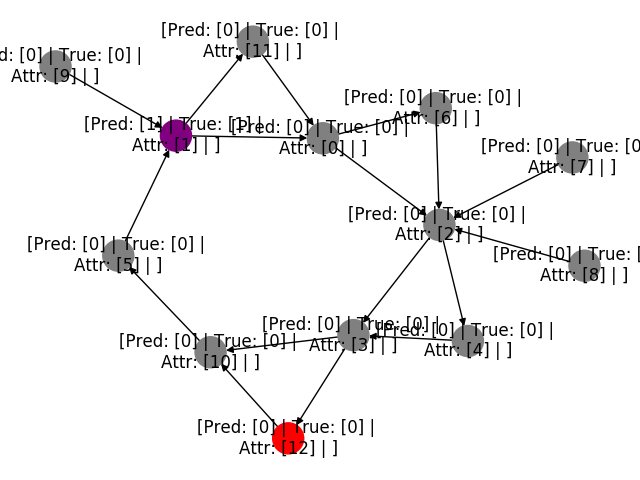 [Pred: [0] | True: [0] |
Attr: [11] | ]
d: [0] | True: [0] |
Attr: [9] | ]
[Pred: [0] | True: [0] |
Attr: [6] | ]
[Pred: [1] | True: [1] |
Attr: [1] | ]
[Pred: [0] | True: [0] |
Attr: [0] | ]
[Pred: [0] | True: [0
Attr: [7] | ]
[Pred: [0] | True: [0] |
Attr: [2] | ]
[Pred: [0] | True: [0] |
Attr: [5] | ]
[Pred: [0] | True: [
Attr: [8] | ]
[Pred: [0] | True: [0] |
Attr: [3] | ]
[Pred: [0] | True: [0] |
Attr: [4] | ]
[Pred: [0] | True: [0] |
Attr: [10] | ]
[Pred: [0] | True: [0] |
Attr: [12] | ]